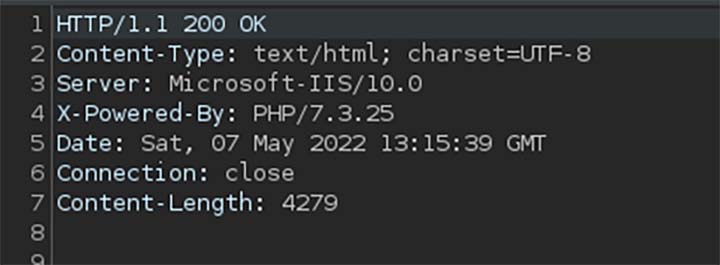 1 HTTP/1.1 200 OK
2 Content-Type: text/html; charset=UTF-8
3 Server: Microsoft-IIS/10.0
4 X-Powered-By: PHP/7.3.25
5 Date: Sat, 07 May 2022 13:15:39 GMT
6 Connection: close
7 Content-Length: 4279
8
9